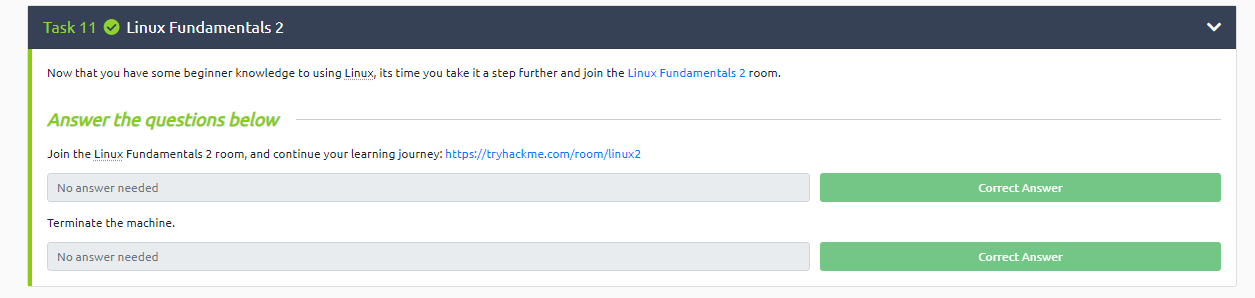 Task 11 Linux Fundamentals 2
Now that you have some beginner knowledge to using Linux, its time you take it a step further and join the Linux Fundamentals 2 room.
Answer the questions below
Join the Linux Fundamentals 2 room, and continue your learning journey: https://tryhackme.com/room/linux2
No answer needed Correct Answer
Terminate the machine.
No answer needed Correct Answer